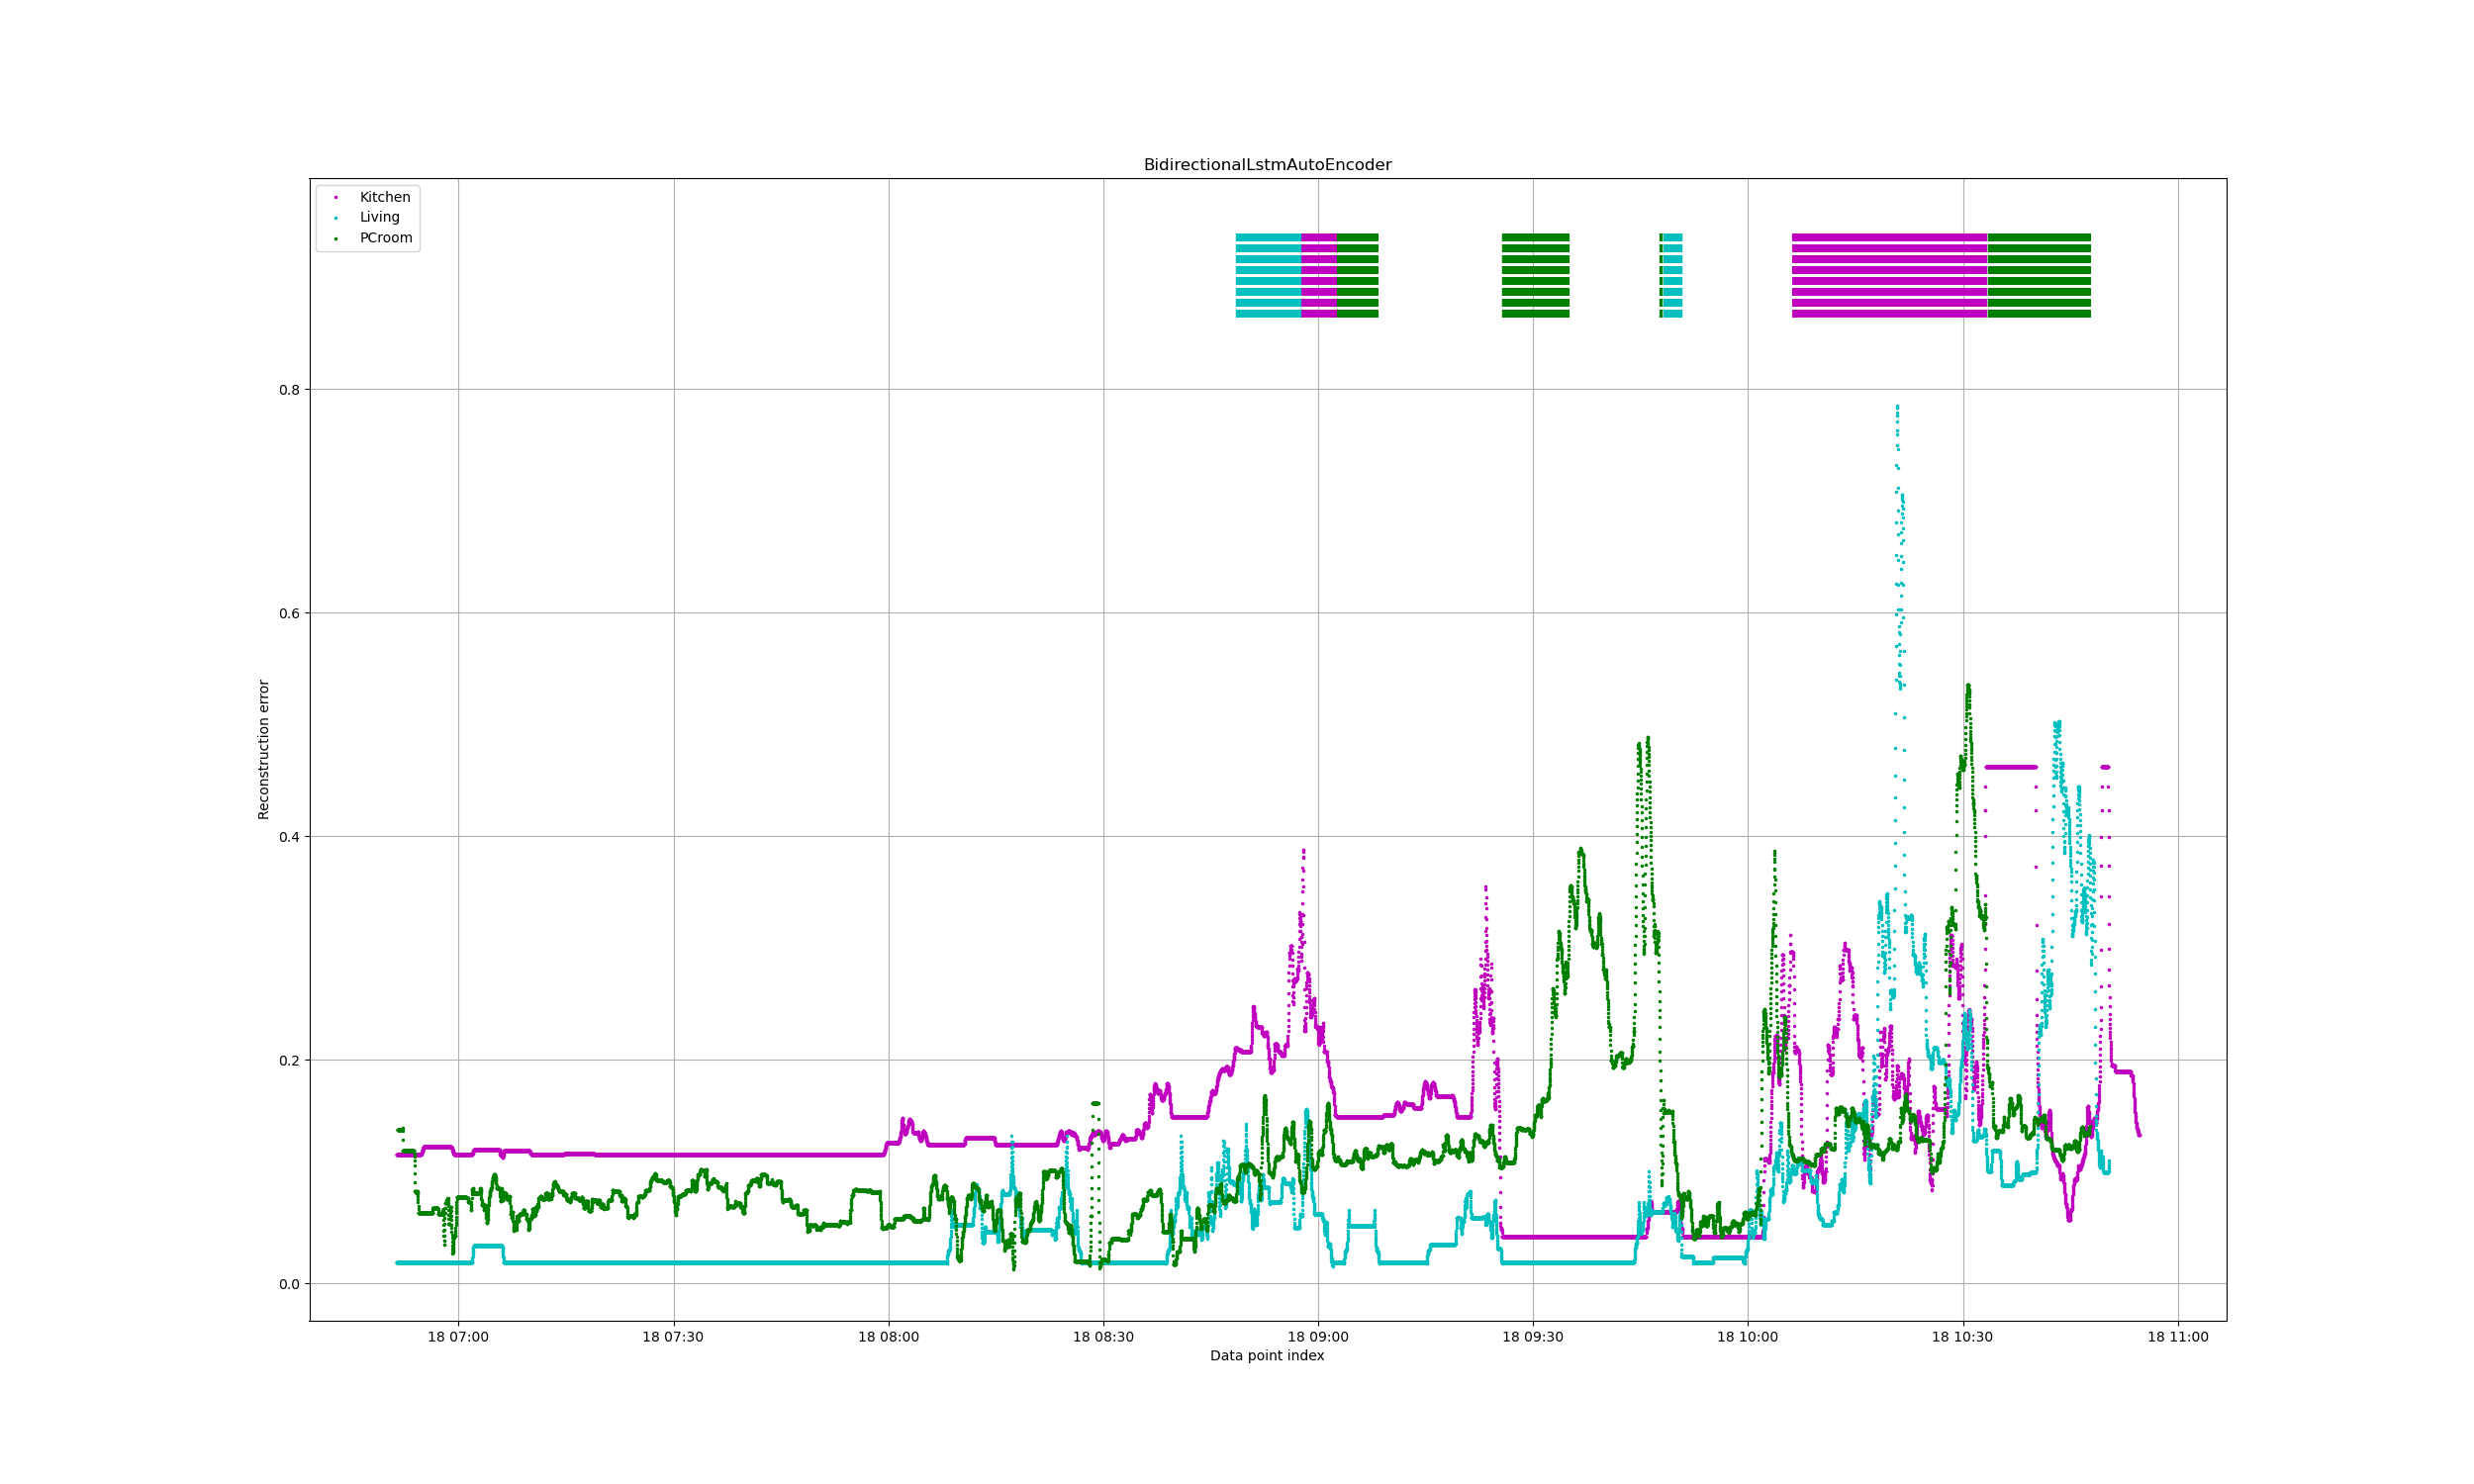 BidirectionalLstmAutoEncoder
Kitchen
Living
PCroom
0.8
0.6
0.4
0.2
0.0
Reconstruction error
18 07:00 18 07:30 18 08:00 18 08:30 18 09:00 18 09:30 18 10:00 18 10:30 18 11:00
Data point index